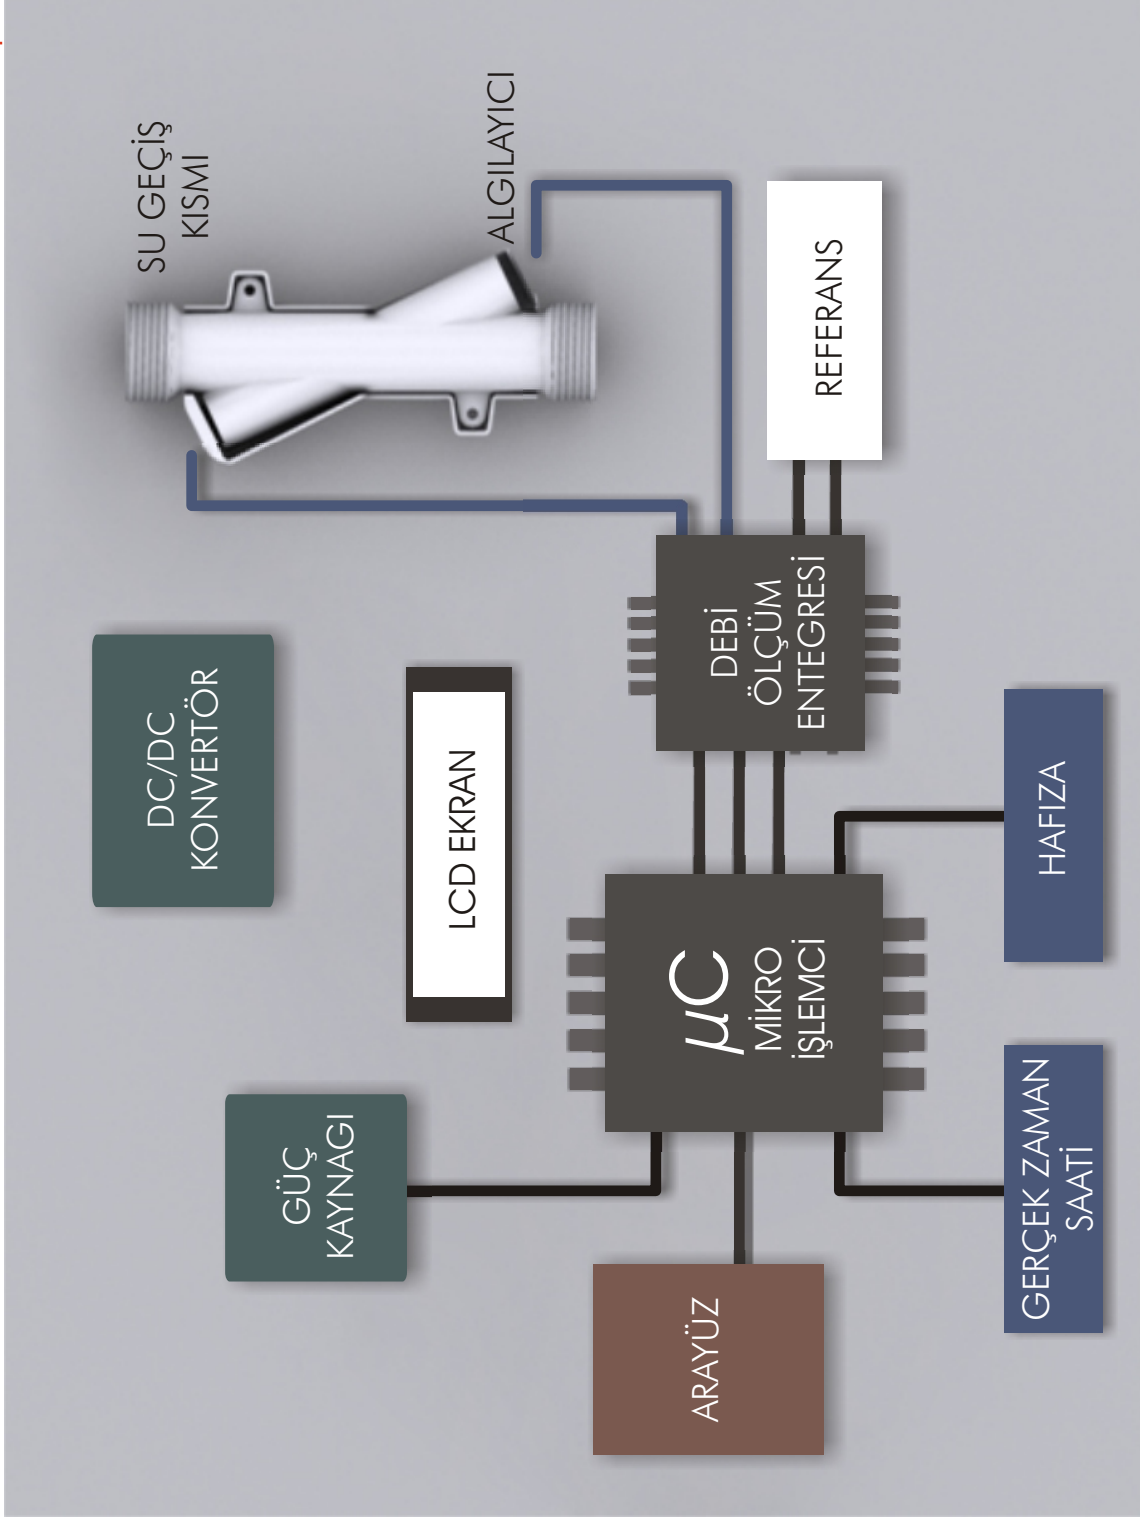 SU GEÇİŞ
KISMI
ALGILAYICI
DC/DC
KONVERTÖR
LCD EKRAN
REFERANS
DEBİ
ÖLÇÜM
ENTEGRESİ
GÜÇ
KAYNAGI
µC
MİKRO
İŞLEMCİ
HAFIZA
ARAYÜZ
GERÇEK ZAMAN
SAATİ